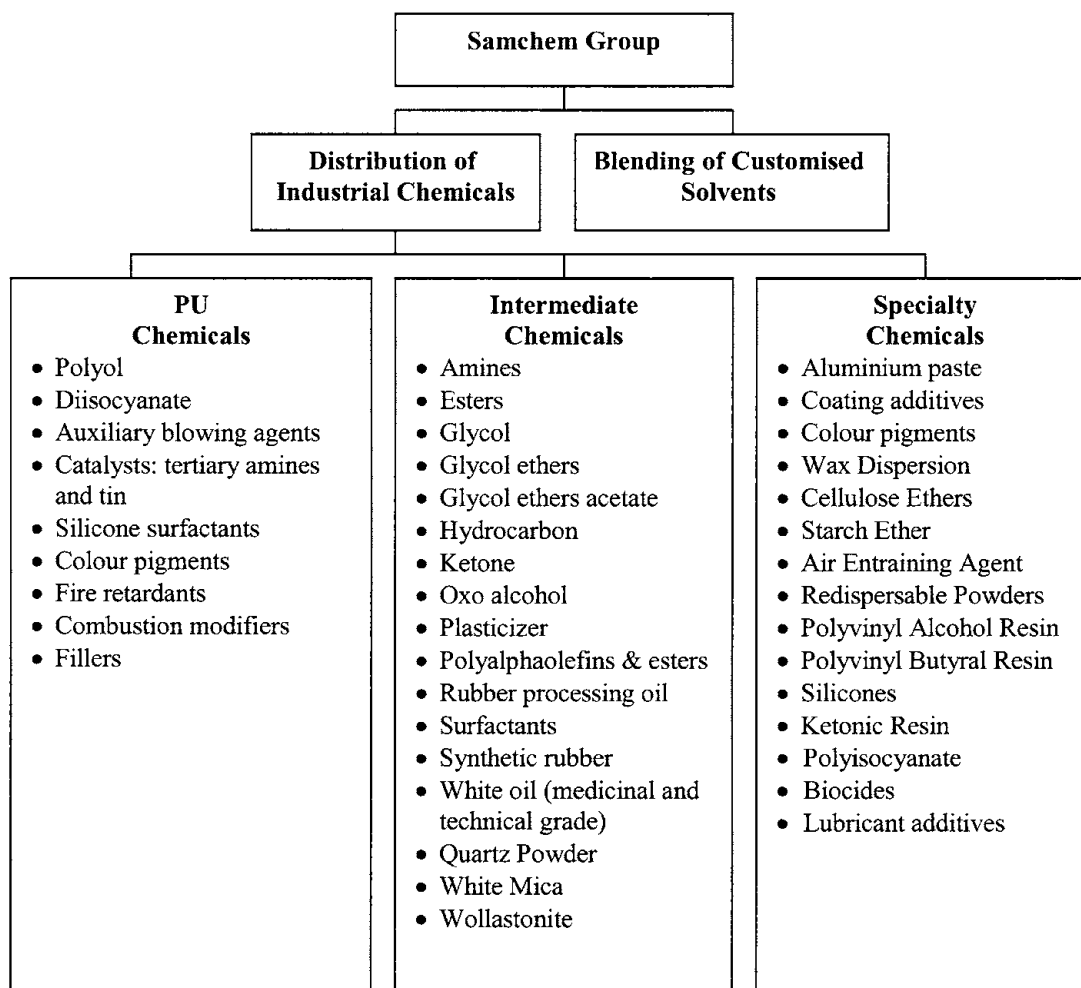 Samchem Group
Distribution of
Industrial Chemicals
Blending of Customised
Solvents
PU
Chemicals
• Polyol
• Diisocyanate
• Auxiliary blowing agents
• Catalysts: tertiary amines
and tin
• Silicone surfactants
• Colour pigments
• Fire retardants
• Combustion modifiers
• Fillers
Intermediate
Chemicals
• Amines
• Esters
• Glycol
• Glycol ethers
• Glycol ethers acetate
• Hydrocarbon
• Ketone
• Oxo alcohol
• Plasticizer
• Polyalphaolefins & esters
• Rubber processing oil
• Surfactants
• Synthetic rubber
• White oil (medicinal and
technical grade)
• Quartz Powder
• White Mica
• Wollastonite
Specialty
Chemicals
• Aluminium paste
• Coating additives
• Colour pigments
• Wax Dispersion
• Cellulose Ethers
• Starch Ether
• Air Entraining Agent
• Redispersable Powders
• Polyvinyl Alcohol Resin
• Polyvinyl Butyral Resin
• Silicones
• Ketonic Resin
• Polyisocyanate
• Biocides
• Lubricant additives